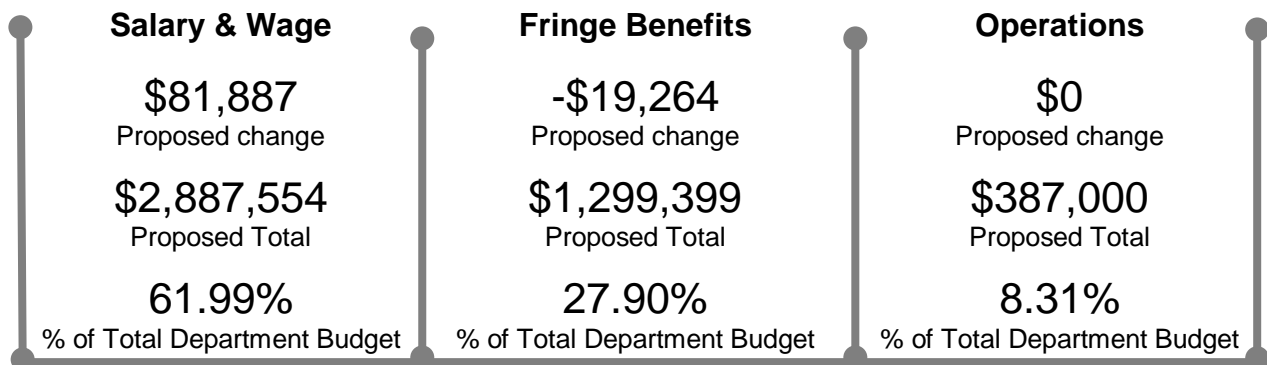 Salary & Wage
$81,887
Proposed change
$2,887,554
Proposed Total
61.99%
% of Total Department Budget
Fringe Benefits
-$19,264
Proposed change
$1,299,399
Proposed Total
27.90%
% of Total Department Budget
Operations
$0
Proposed change
$387,000
Proposed Total
8.31%
% of Total Department Budget